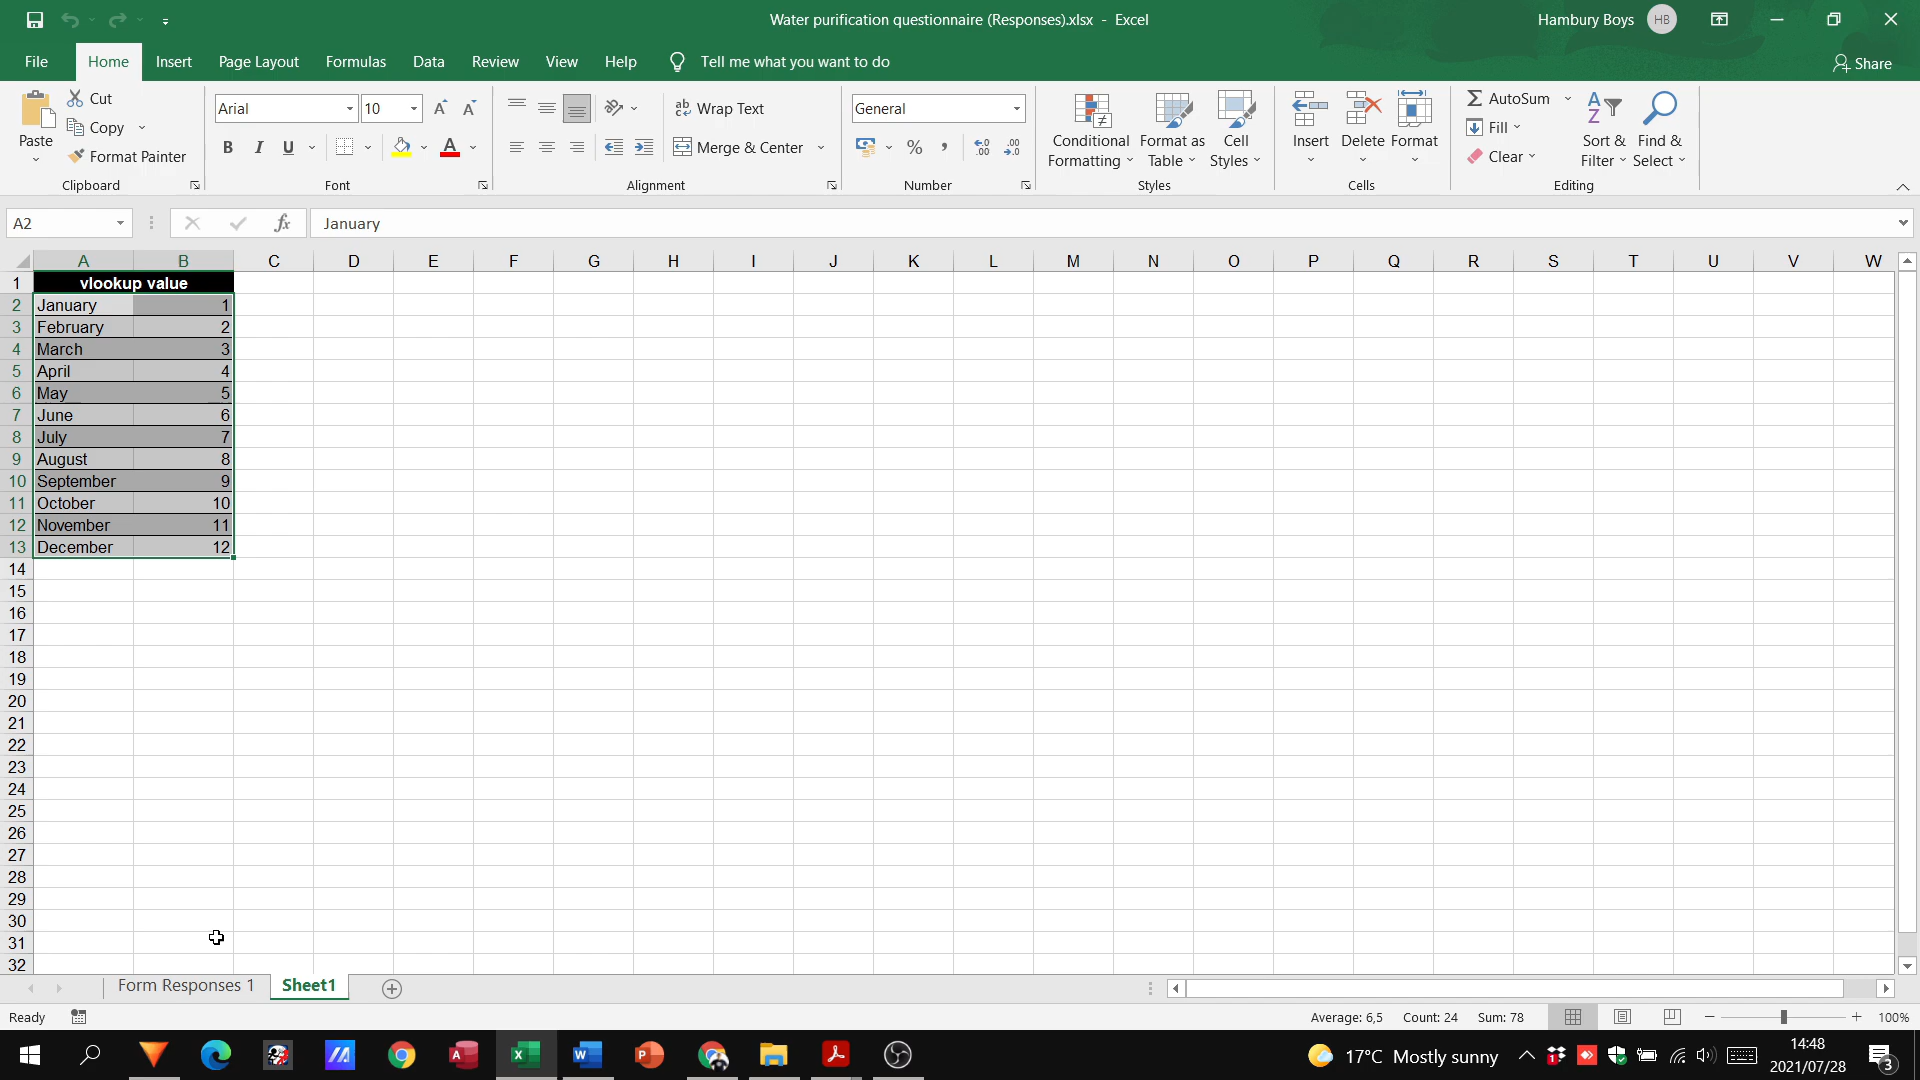 Water purification questionnaire (Responses).xlsx - Excel
Hambury Boys HB
File Home Insert Page Layout Formulas Data Review View Help Tell me what you want to do Share
Paste
Cut
Copy
Format Painter
Clipboard
Arial 10
B I U A
Font
Wrap Text
Merge & Center
Alignment
General
% , 
Number
Conditional Formatting
Format as Table
Cell Styles
Styles
Insert Delete Format
Cells
AutoSum
Fill
Clear
Sort & Filter
Find & Select
Editing
A2 fx January
A B C D E F G H I J K L M N O P Q R S T U V W
1 vlookup value
2 January 1
3 February 2
4 March 3
5 April 4
6 May 5
7 June 6
8 July 7
9 August 8
10 September 9
11 October 10
12 November 11
13 December 12
14
15
16
17
18
19
20
21
22
23
24
25
26
27
28
29
30
31
32
Form Responses 1 Sheet1
Ready Average: 6,5 Count: 24 Sum: 78 100%
17°C Mostly sunny 14:48
2021/07/28 3